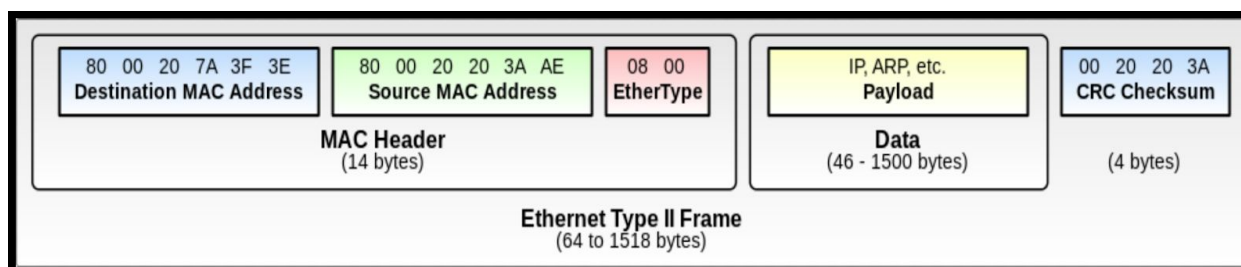 80 00 20 7A 3F 3E
Destination MAC Address
80 00 20 20 3A AE
Source MAC Address
08 00
EtherType
MAC Header
(14 bytes)
IP, ARP, etc.
Payload
Data
(46 - 1500 bytes)
00 20 20 3A
CRC Checksum
(4 bytes)
Ethernet Type II Frame
(64 to 1518 bytes)